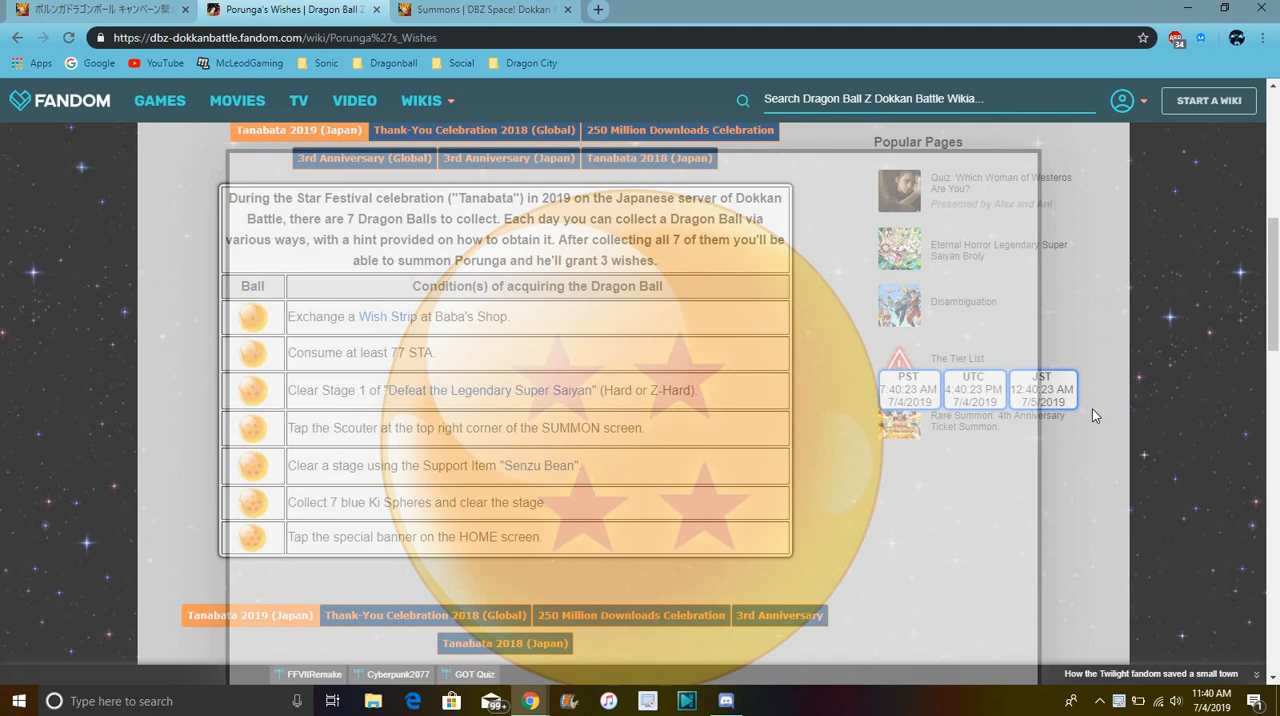 ポルンガドラゴンボール キャンペーン製
Porunga's Wishes | Dragon Ball Z
Summons | DBZ Space! Dokkan B
https://dbz-dokkanbattle.fandom.com/wiki/Porunga%27s_Wishes
34
Apps Google YouTube McLeodGaming Sonic Dragonball Social Dragon City
FANDOM GAMES MOVIES TV VIDEO WIKIS Search Dragon Ball Z Dokkan Battle Wikia... START A WIKI
Tanabata 2019 (Japan) Thank-You Celebration 2018 (Global) 250 Million Downloads Celebration
3rd Anniversary (Global) 3rd Anniversary (Japan) Tanabata 2018 (Japan)
During the Star Festival celebration ("Tanabata") in 2019 on the Japanese server of Dokkan
Battle, there are 7 Dragon Balls to collect. Each day you can collect a Dragon Ball via
various ways, with a hint provided on how to obtain it. After collecting all 7 of them you'll be
able to summon Porunga and he'll grant 3 wishes.
Ball Condition(s) of acquiring the Dragon Ball
Exchange a Wish Strip at Baba's Shop.
Consume at least 77 STA.
Clear Stage 1 of "Defeat the Legendary Super Saiyan" (Hard or Z-Hard).
Tap the Scouter at the top right corner of the SUMMON screen.
Clear a stage using the Support Item "Senzu Bean".
Collect 7 blue Ki Spheres and clear the stage
Tap the special banner on the HOME screen.
Tanabata 2019 (Japan) Thank-You Celebration 2018 (Global) 250 Million Downloads Celebration 3rd Anniversary
Tanabata 2018 (Japan)
Popular Pages
Quiz: Which Woman of Westeros
Are You?
Presented by Alex and Ani
Eternal Horror Legendary Super
Saiyan Broly
Disambiguation
The Tier List
PST UTC JST
7:40:23 AM 4:40:23 PM 12:40:23 AM
7/4/2019 7/4/2019 7/5/2019
Rare Summon: 4th Anniversary
Ticket Summon
FFVIIRemake Cyberpunk2077 GOT Quiz How the Twilight fandom saved a small town
Type here to search
99+
11:40 AM
7/4/2019
1